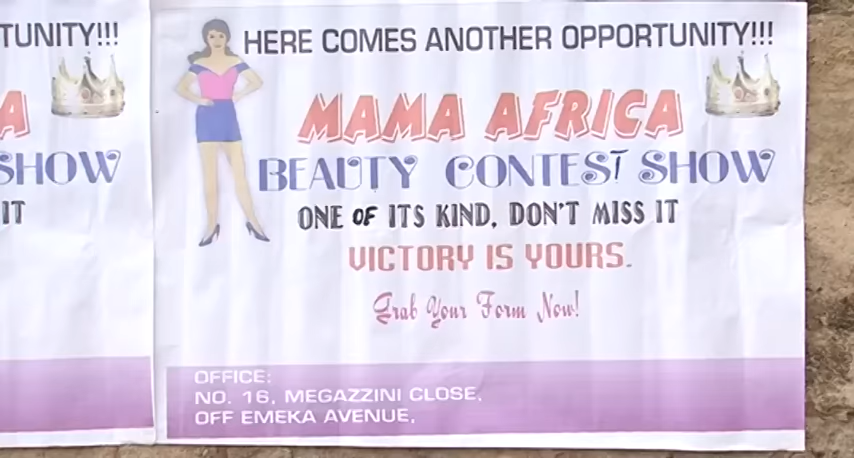 TUNITY!!!
A
SHOW
IT
HERE COMES ANOTHER OPPORTUNITY!!!
MAMA AFRICA
BEAUTY CONTEST SHOW
ONE OF ITS KIND, DON'T MISS IT
VICTORY IS YOURS.
Grab Your Form Now!
OFFICE:
NO. 16, MEGAZZINI CLOSE,
OFF EMEKA AVENUE,